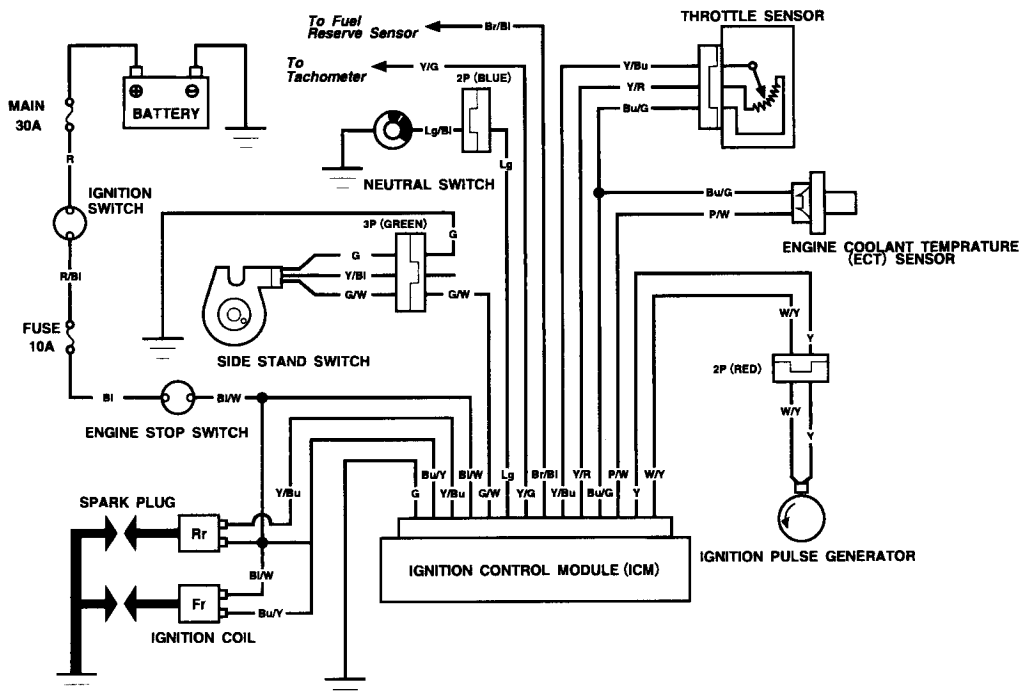 To Fuel
Reserve Sensor
Br/Bl
THROTTLE SENSOR
To
Tachometer
Y/G
2P (BLUE)
Y/Bu
Y/R
Bu/G
MAIN
30A
BATTERY
R
Lg/Bl
Lg
NEUTRAL SWITCH
IGNITION
SWITCH
Bu/G
P/W
3P (GREEN)
G
G
Y/Bl
G/W
G/W
ENGINE COOLANT TEMPRATURE
(ECT) SENSOR
R/Bl
FUSE
10A
SIDE STAND SWITCH
W/Y
Y
2P (RED)
Bl
Bl/W
ENGINE STOP SWITCH
W/Y
Y
G
Bu/Y
Y/Bu
Bl/W
G/W
Lg
Y/G
Br/Bl
Y/Bu
Y/R
Bu/G
P/W
Y
W/Y
Y/Bu
SPARK PLUG
Rr
IGNITION PULSE GENERATOR
IGNITION CONTROL MODULE (ICM)
Bl/W
Fr
Bu/Y
IGNITION COIL